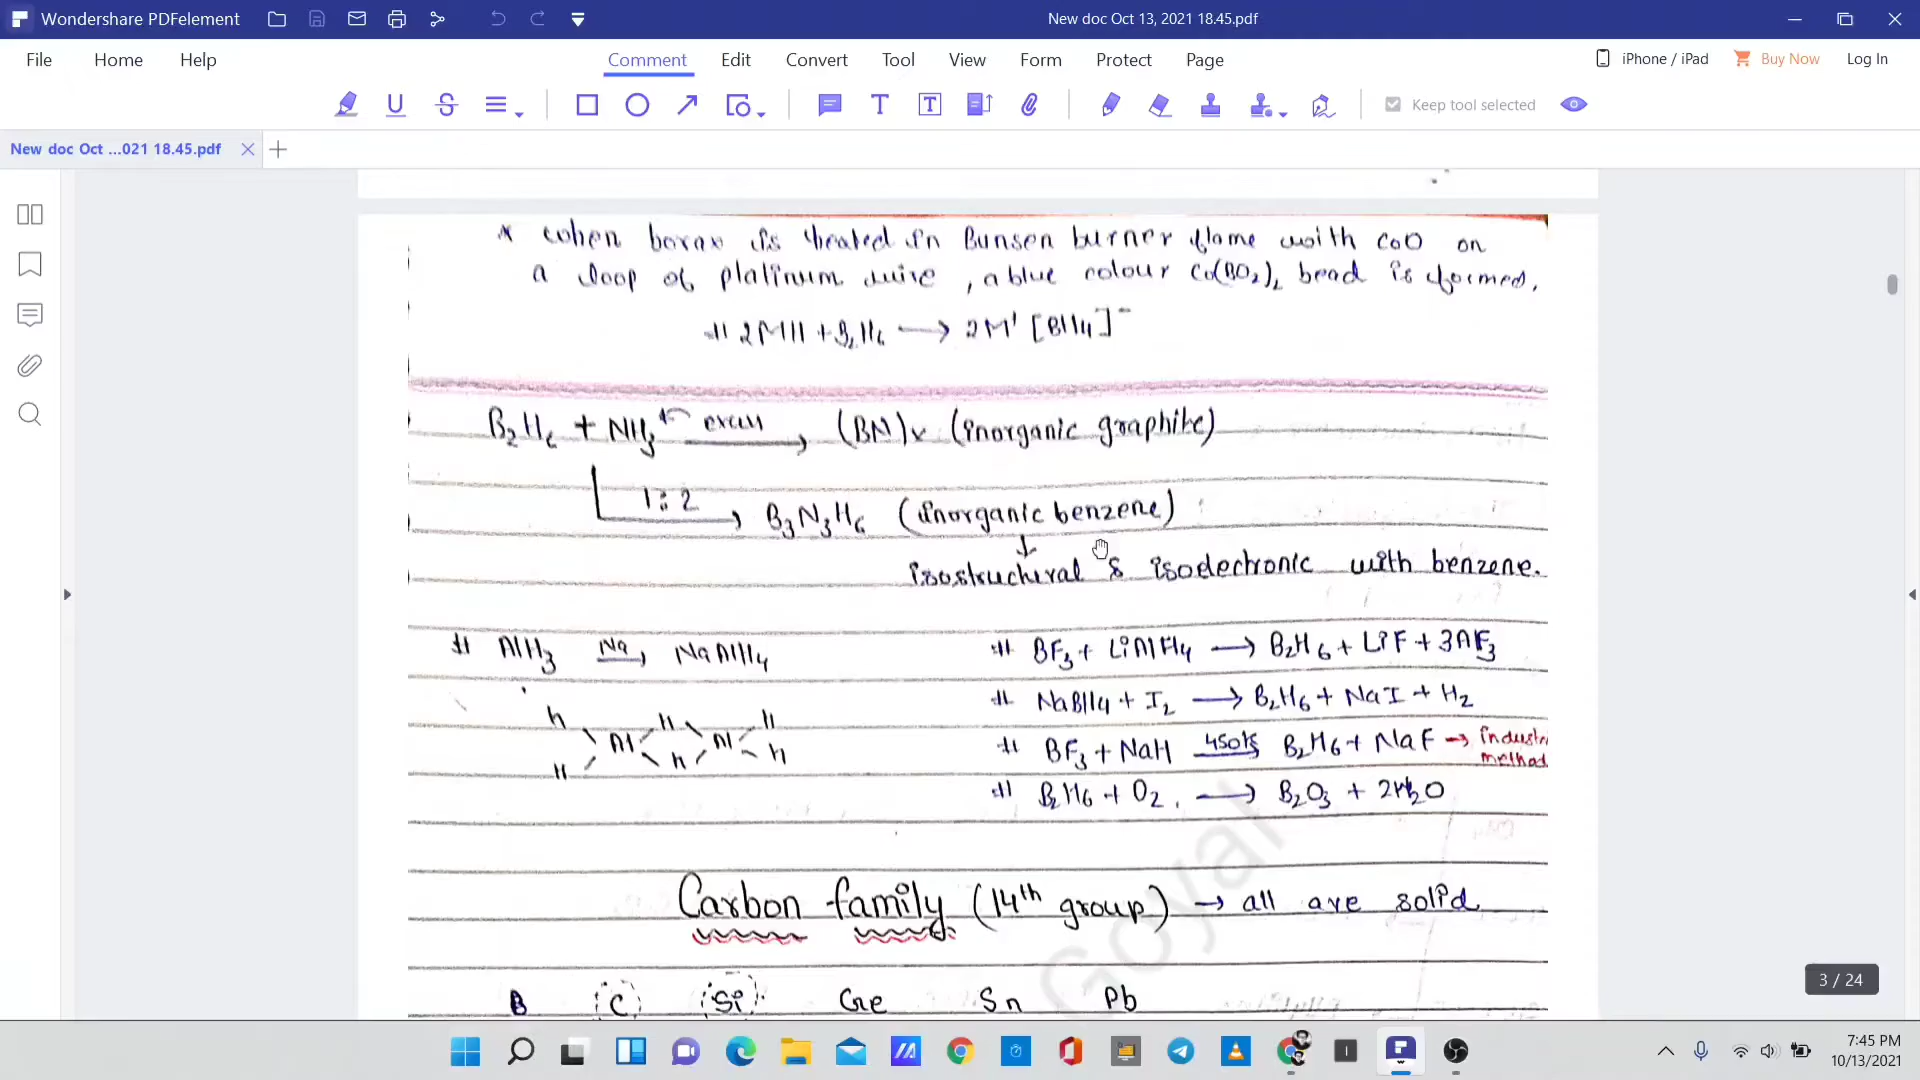 Wondershare PDFelement
New doc Oct 13, 2021 18.45.pdf
File Home Help Comment Edit Convert Tool View Form Protect Page iPhone / iPad Buy Now Log In
Keep tool selected
New doc Oct ...021 18.45.pdf
* when borax is heated in Bunsen burner flame with CoO on
a loop of platinum wire, a blue colour Co(BO₂)₂ bead is formed.
# 2MH + B₂H₆ → 2M⁺[BH₄]⁻
B₂H₆ + NH₃ ← excess → (BN)x (inorganic graphite)
1:2 → B₃N₃H₆ (inorganic benzene)
↓
isostructural & isoelectronic with benzene.
# AlH₃ Na → NaAlH₄
# BF₃ + LiAlH₄ → B₂H₆ + LiF + 3AlF₃
# NaBH₄ + I₂ → B₂H₆ + NaI + H₂
H H H
Al Al
H H H
# BF₃ + NaH 450K → B₂H₆ + NaF → industri
method
# B₂H₆ + O₂ → B₂O₃ + 2H₂O
Goyal
Carbon family (14th group) → all are solid
B C Si Ge Sn Pb
3 / 24
7:45 PM
10/13/2021